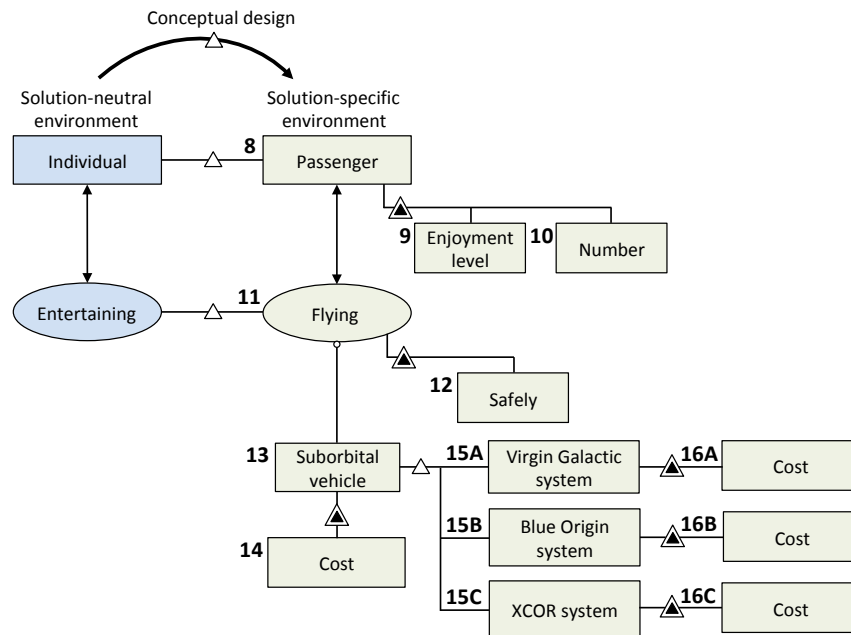 Conceptual design
Solution-neutral
environment
Solution-specific
environment
Individual
8
Passenger
9
Enjoyment
level
10
Number
Entertaining
11
Flying
12
Safely
13
Suborbital
vehicle
15A
Virgin Galactic
system
16A
Cost
14
Cost
15B
Blue Origin
system
16B
Cost
15C
XCOR system
16C
Cost